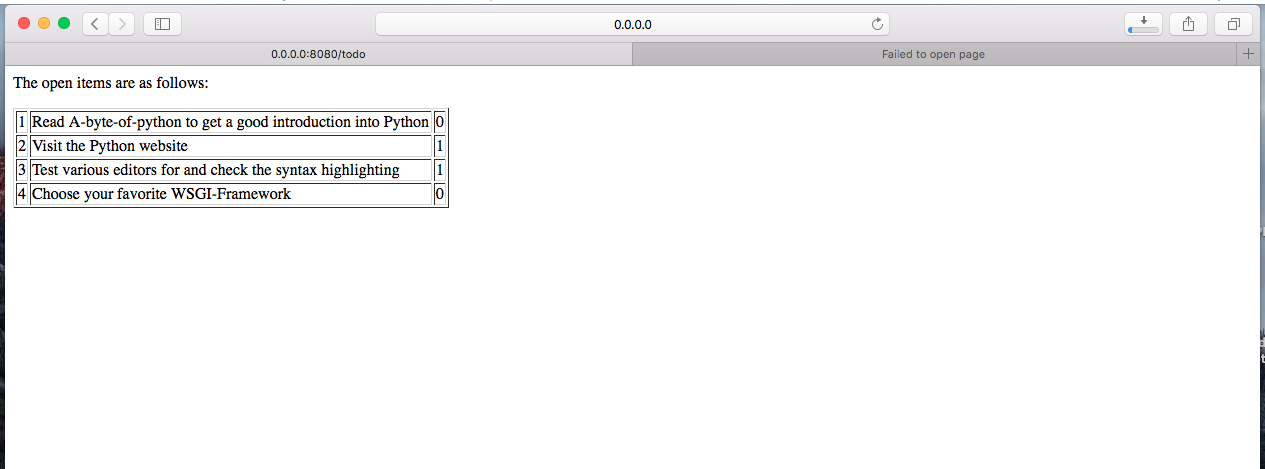 0.0.0.0
0.0.0.0:8080/todo Failed to open page
The open items are as follows:
1 Read A-byte-of-python to get a good introduction into Python 0
2 Visit the Python website 1
3 Test various editors for and check the syntax highlighting 1
4 Choose your favorite WSGI-Framework 0